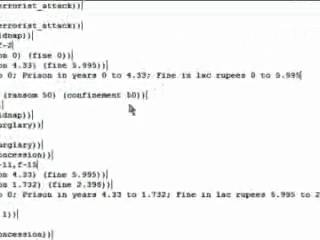 errorist_attack))|
errorist_attack))|
idnap))|
f-2|
on 0) (fine 0))|
on 4.33) (fine 5.995))|
o 0; Prison in years 0 to 4.33; Fine in lac rupees 0 to 5.995|
(ransom 50) (confinement 50))|
idnap))|
urglary))|
urglary))|
oncession))|
-11,f-15
on 4.33) (fine 5.995))|
on 1.732) (fine 2.398))|
o 0; Prison in years 4.33 to 1.732; Fine in lac rupees 5.995 to 2
1))|
oncession))|